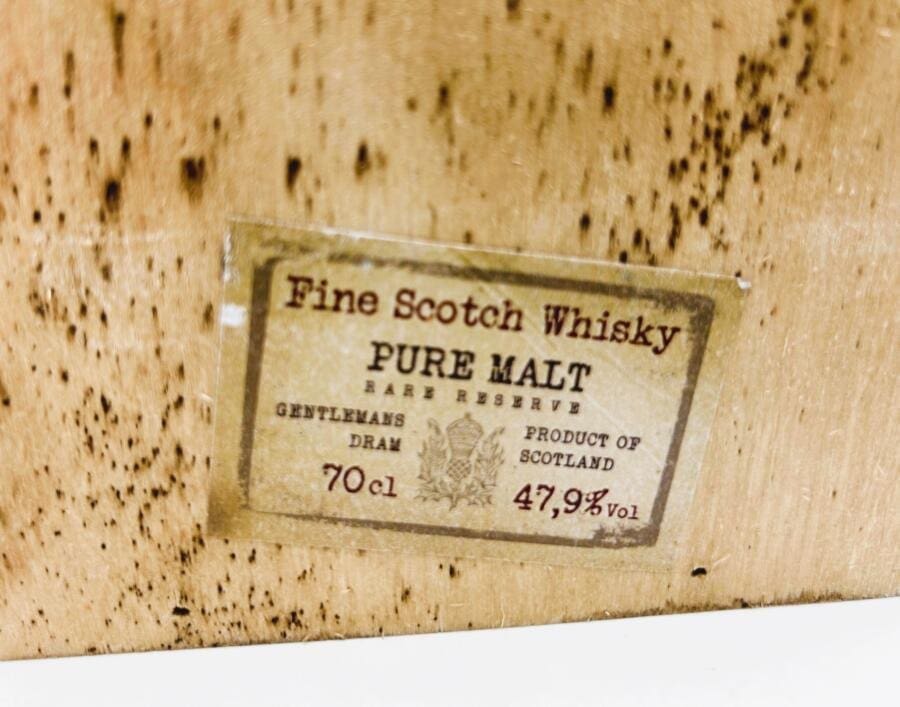 Fine Scotch Whisky
PURE MALT
RARE RESERVE
GENTLEMANS
DRAM
70cl
PRODUCT OF
SCOTLAND
47,9%Vol